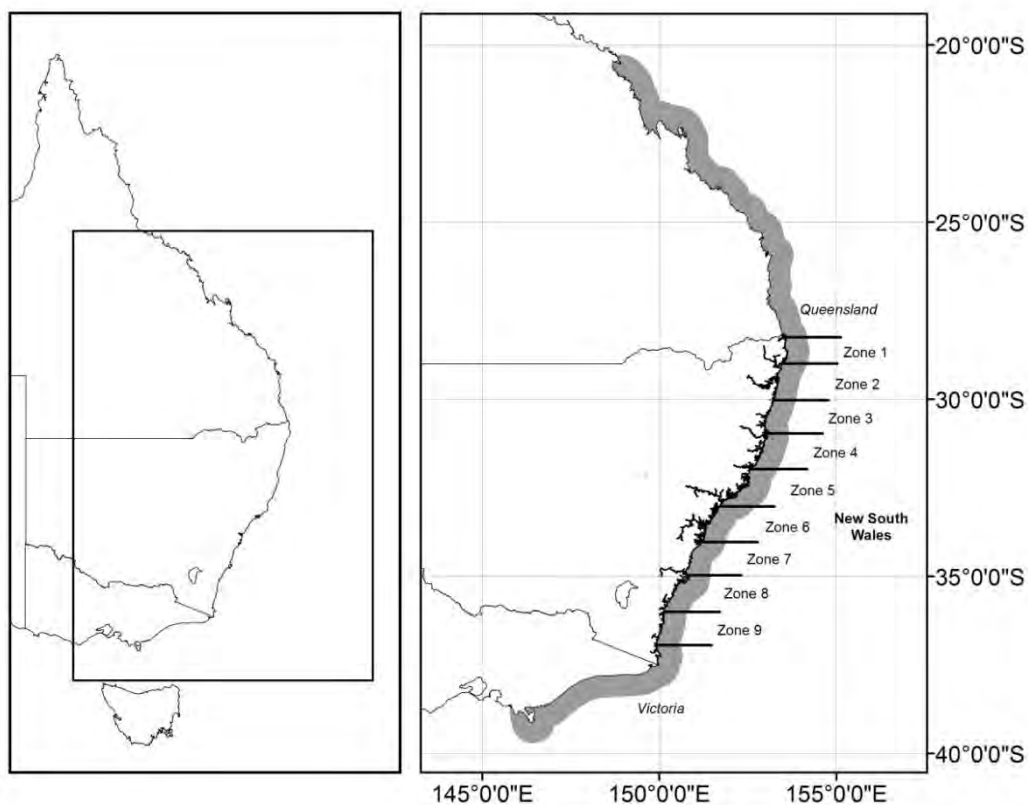 20°0'0"S
25°0'0"S
Queensland
Zone 1
Zone 2
30°0'0"S
Zone 3
Zone 4
Zone 5
New South
Wales
Zone 6
Zone 7
35°0'0"S
Zone 8
Zone 9
Victoria
40°0'0"S
145°0'0"E
150°0'0"E
155°0'0"E